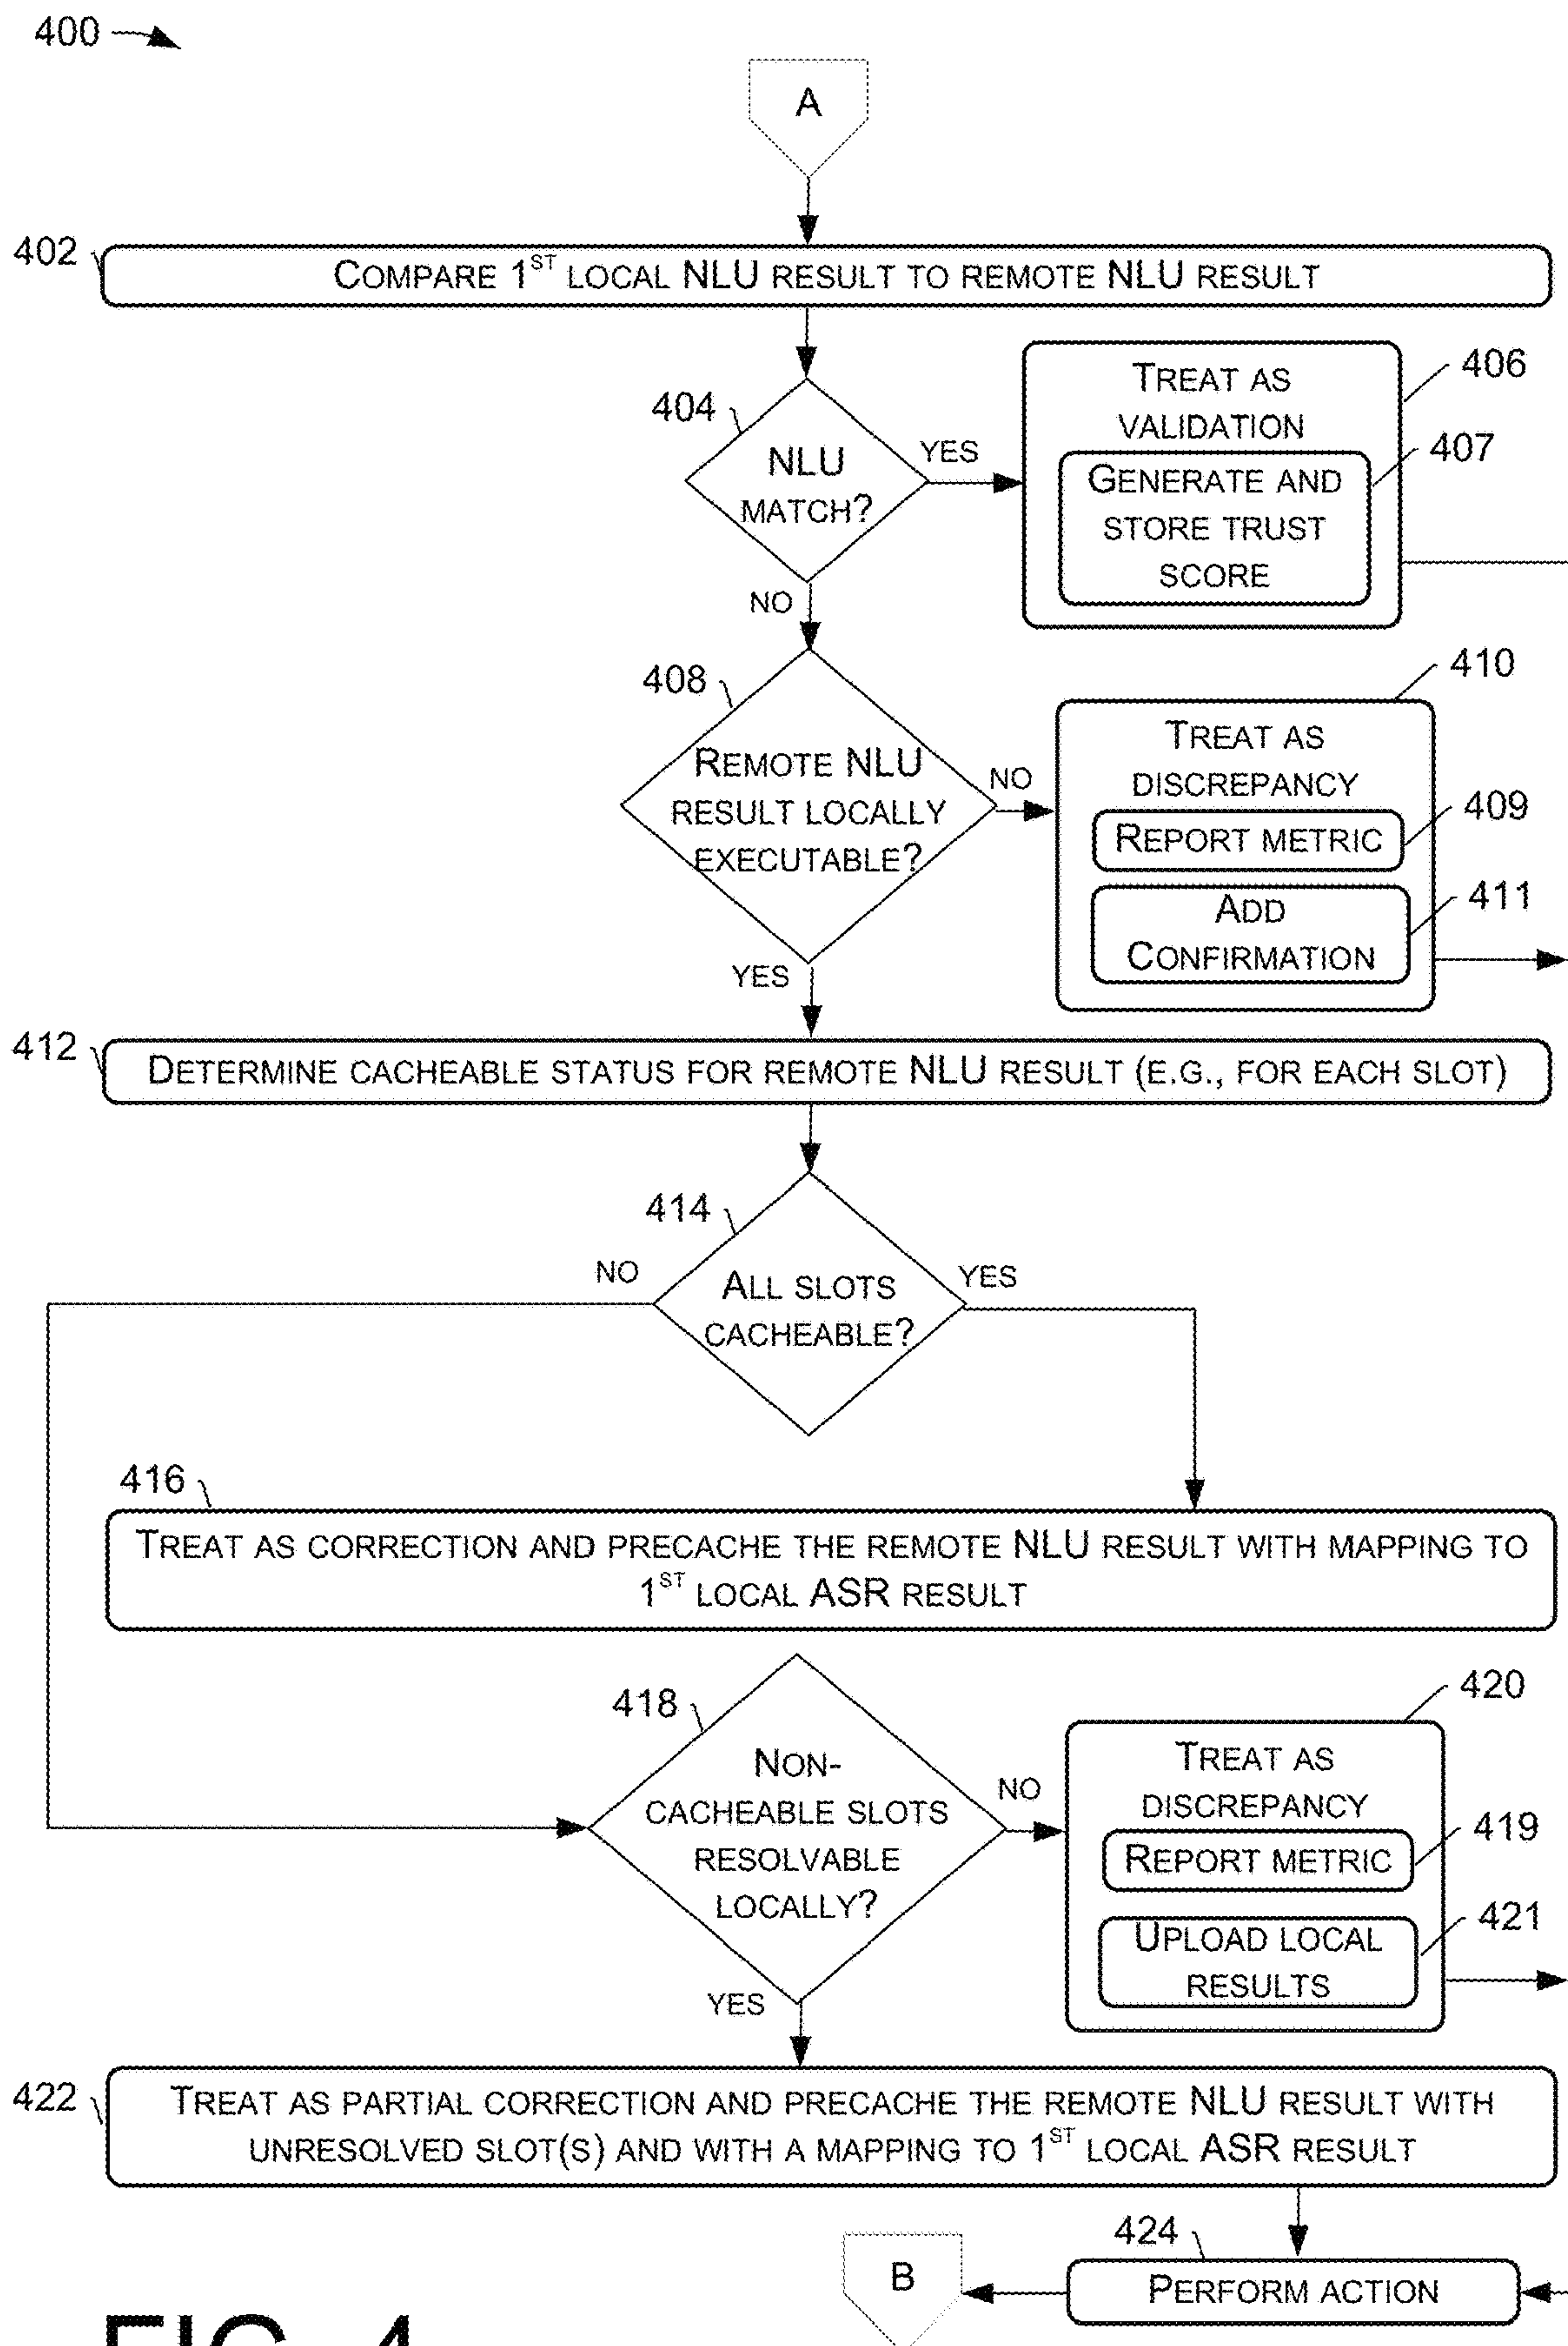 400
A
402
COMPARE 1ST LOCAL NLU RESULT TO REMOTE NLU RESULT
404
NLU
MATCH?
YES
NO
TREAT AS
VALIDATION
406
407
GENERATE AND
STORE TRUST
SCORE
408
REMOTE NLU
RESULT LOCALLY
EXECUTABLE?
NO
YES
410
TREAT AS
DISCREPANCY
409
REPORT METRIC
411
ADD
CONFIRMATION
412
DETERMINE CACHEABLE STATUS FOR REMOTE NLU RESULT (E.G., FOR EACH SLOT)
414
NO
YES
ALL SLOTS
CACHEABLE?
416
TREAT AS CORRECTION AND PRECACHE THE REMOTE NLU RESULT WITH MAPPING TO
1ST LOCAL ASR RESULT
418
NON-
CACHEABLE SLOTS
RESOLVABLE
LOCALLY?
NO
YES
420
TREAT AS
DISCREPANCY
419
REPORT METRIC
421
UPLOAD LOCAL
RESULTS
422
TREAT AS PARTIAL CORRECTION AND PRECACHE THE REMOTE NLU RESULT WITH
UNRESOLVED SLOT(S) AND WITH A MAPPING TO 1ST LOCAL ASR RESULT
424
PERFORM ACTION
B
FIG. 4